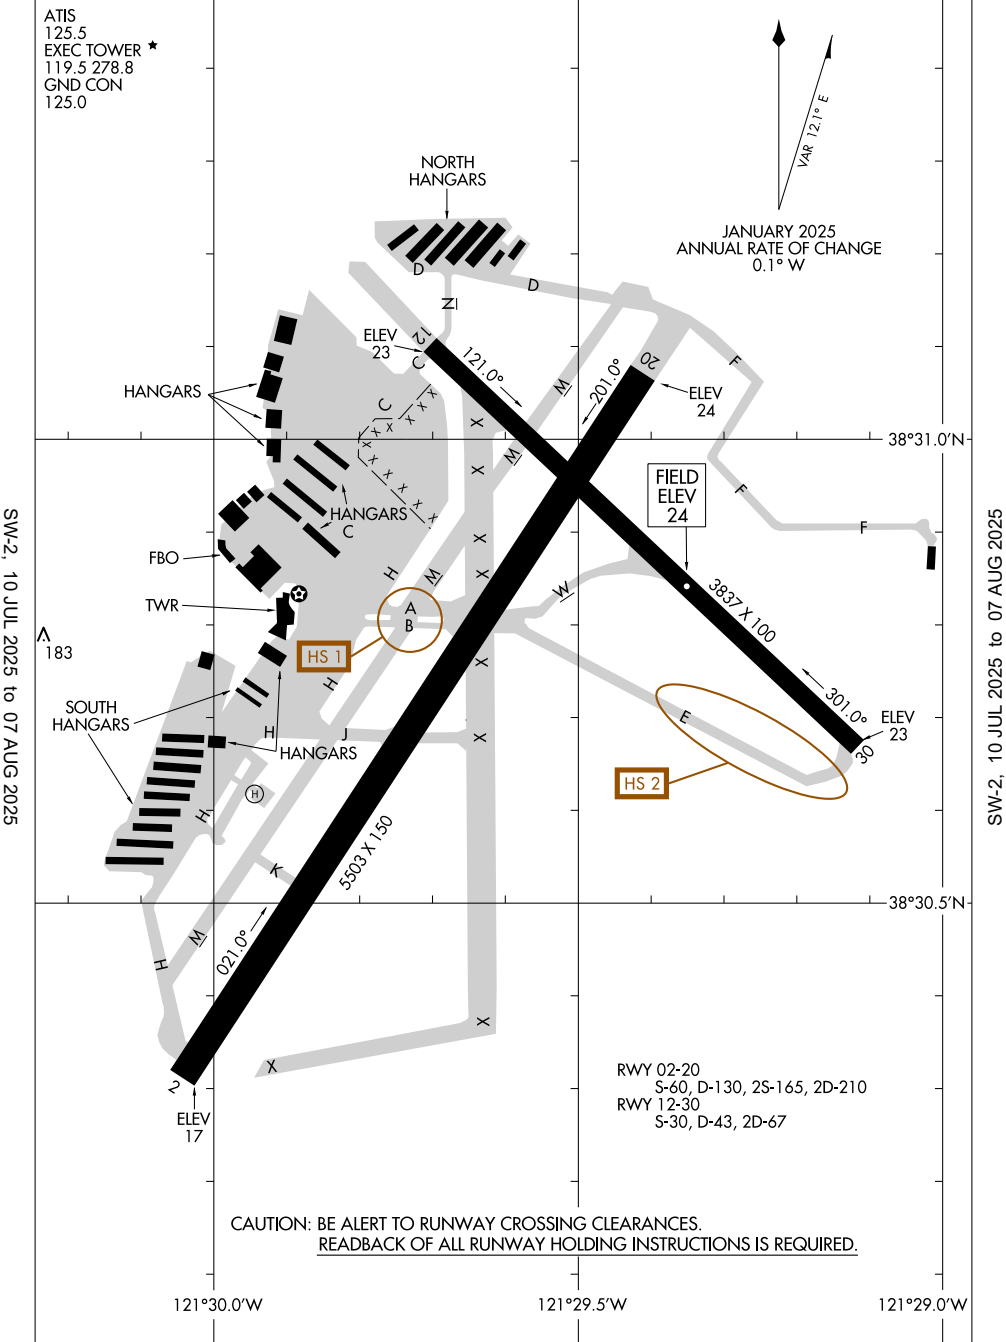 ATIS
125.5
EXEC TOWER ★
119.5 278.8
GND CON
125.0
VAR 12.1° E
JANUARY 2025
ANNUAL RATE OF CHANGE
0.1° W
NORTH
HANGARS
D
D
N
ELEV
23
12
C
121.0°
HANGARS
C
X X X X X
X
X
X
X
X
X
M
201.0°
20
ELEV
24
F
X
38°31.0'N
M
X
FIELD
ELEV
24
F
F
HANGARS
C
FBO
X
H
M
X
W
TWR
A
B
3837 X 100
HS 1
183
X
H
SOUTH
HANGARS
301.0°
ELEV
23
E
30
H
J
X
HANGARS
HS 2
H
H
5503 X 150
K
38°30.5'N
021.0°
M
H
X
X
2
ELEV
17
RWY 02-20
S-60, D-130, 2S-165, 2D-210
RWY 12-30
S-30, D-43, 2D-67
CAUTION: BE ALERT TO RUNWAY CROSSING CLEARANCES.
READBACK OF ALL RUNWAY HOLDING INSTRUCTIONS IS REQUIRED.
121°30.0'W
121°29.5'W
121°29.0'W
SW-2, 10 JUL 2025 to 07 AUG 2025
SW-2, 10 JUL 2025 to 07 AUG 2025